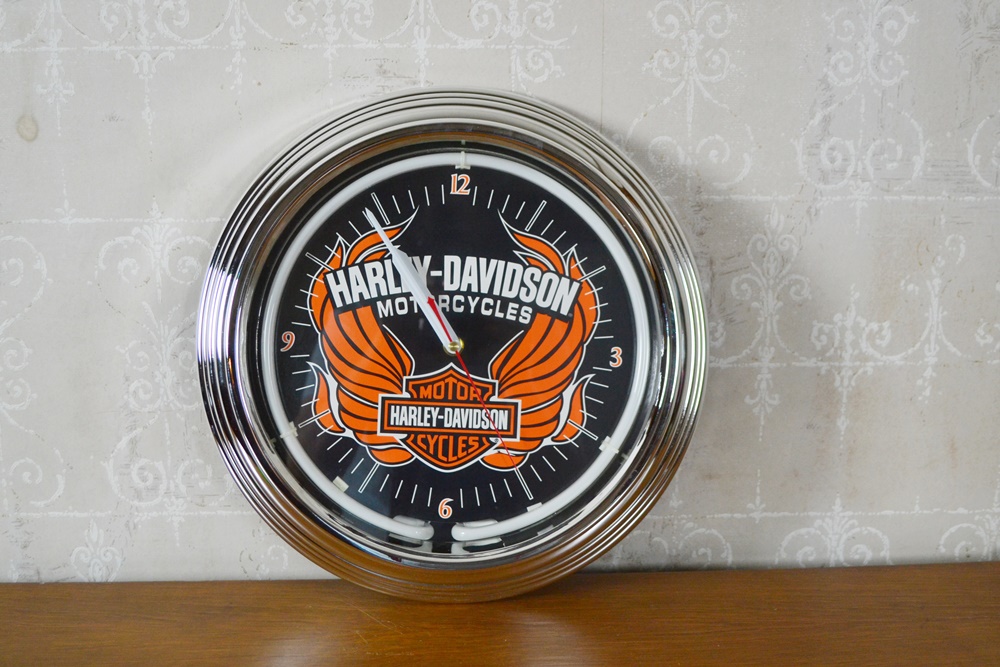 12
HARLEY-DAVIDSON
MOTORCYCLES
9
3
MOTOR
HARLEY-DAVIDSON
CYCLES
6